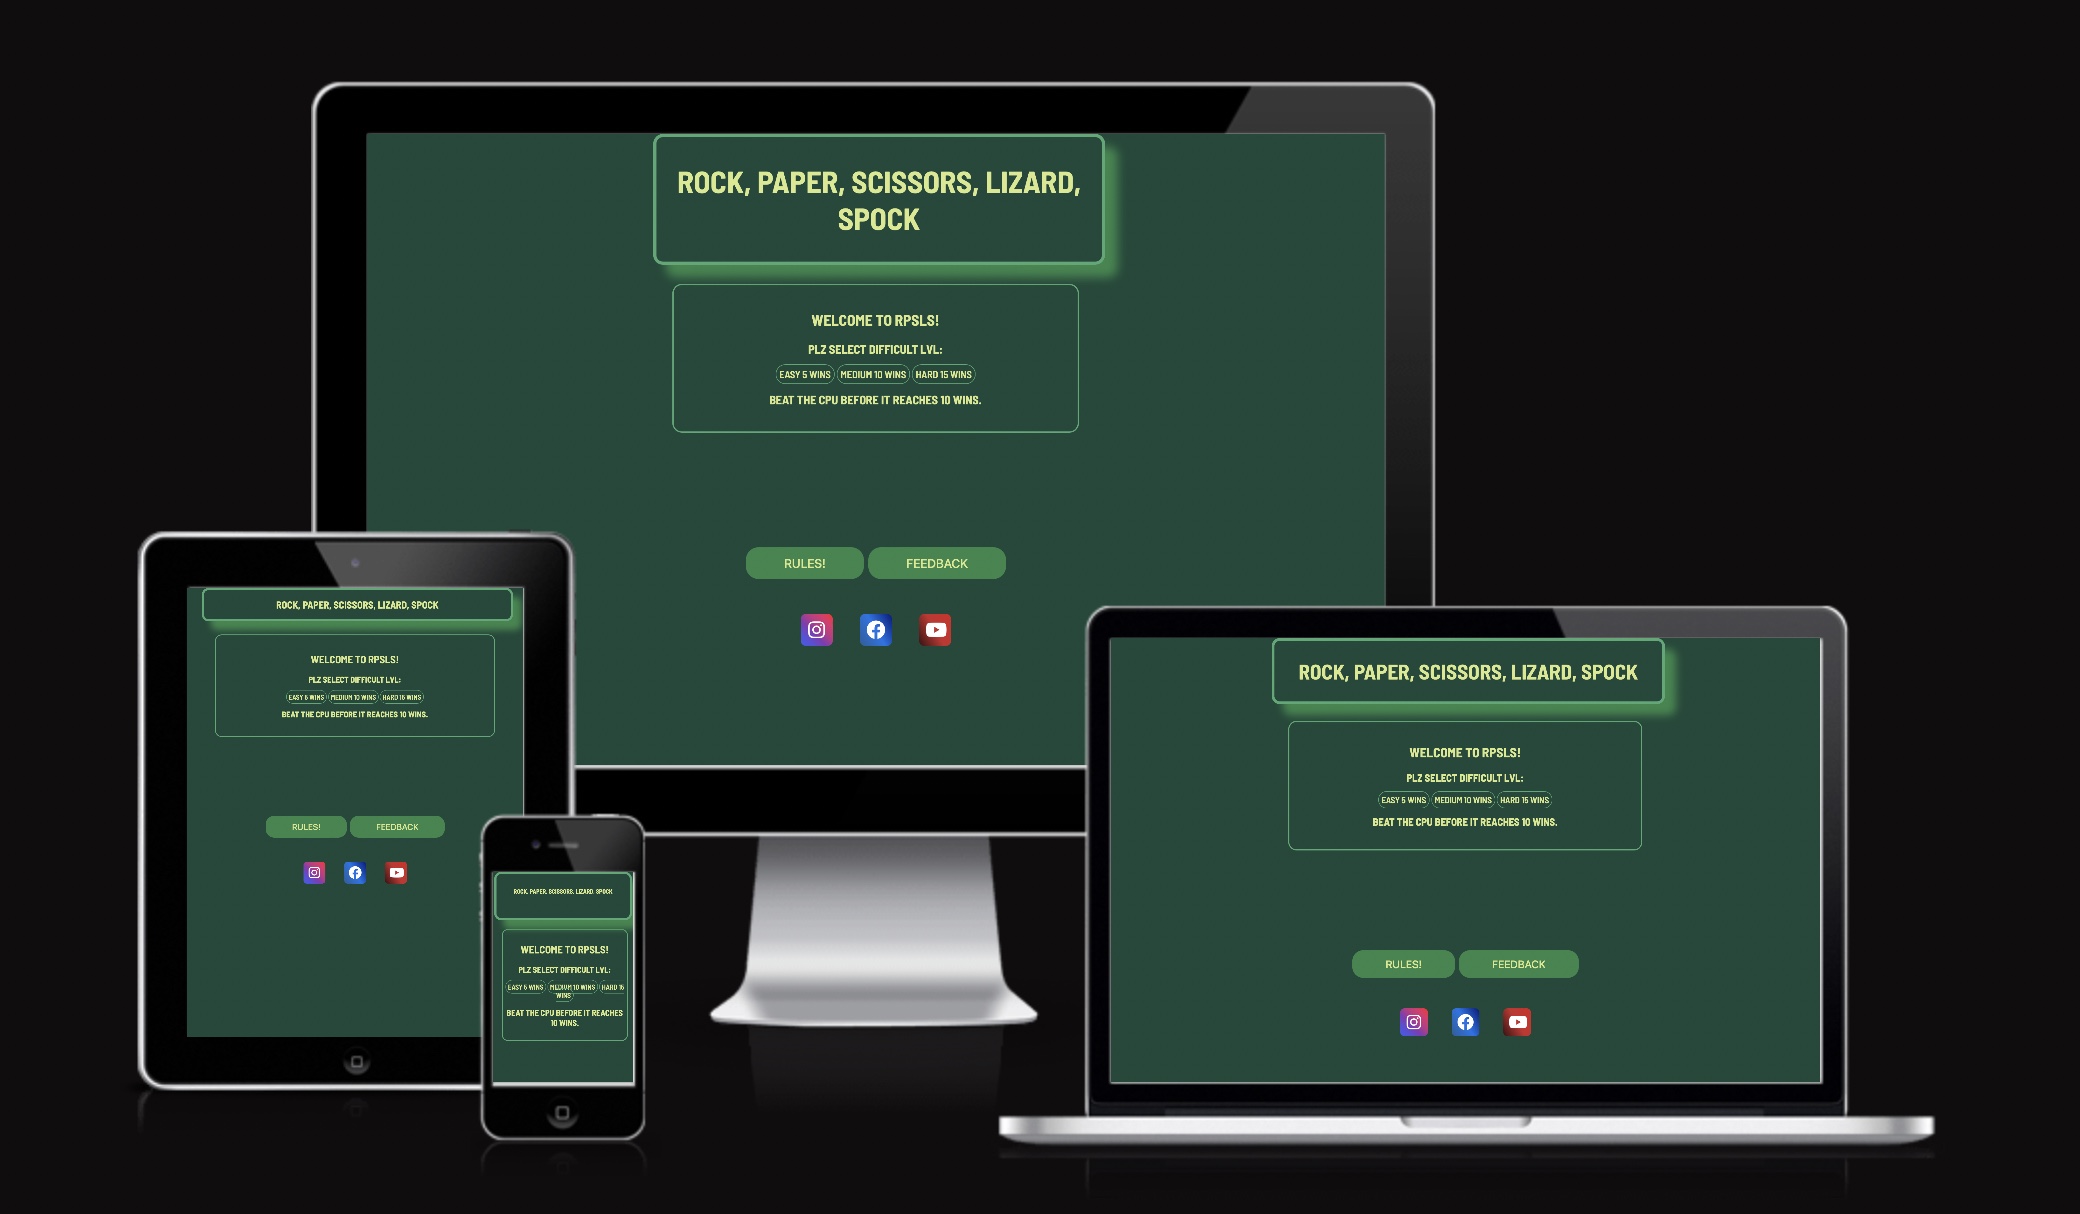 ROCK, PAPER, SCISSORS, LIZARD,
SPOCK
WELCOME TO RPSLS!
PLZ SELECT DIFFICULT LVL:
EASY 5 WINS MEDIUM 10 WINS HARD 15 WINS
BEAT THE CPU BEFORE IT REACHES 10 WINS.
RULES! FEEDBACK
ROCK, PAPER, SCISSORS, LIZARD, SPOCK
WELCOME TO RPSLS!
PLZ SELECT DIFFICULT LVL:
EASY 5 WINS MEDIUM 10 WINS HARD 15 WINS
BEAT THE CPU BEFORE IT REACHES 10 WINS.
RULES! FEEDBACK
ROCK, PAPER, SCISSORS, LIZARD, SPOCK
WELCOME TO RPSLS!
PLZ SELECT DIFFICULT LVL:
EASY 5 WINS MEDIUM 10 WINS HARD 15
WINS
BEAT THE CPU BEFORE IT REACHES
10 WINS.
ROCK, PAPER, SCISSORS, LIZARD, SPOCK
WELCOME TO RPSLS!
PLZ SELECT DIFFICULT LVL:
EASY 5 WINS MEDIUM 10 WINS HARD 15 WINS
BEAT THE CPU BEFORE IT REACHES 10 WINS.
RULES! FEEDBACK